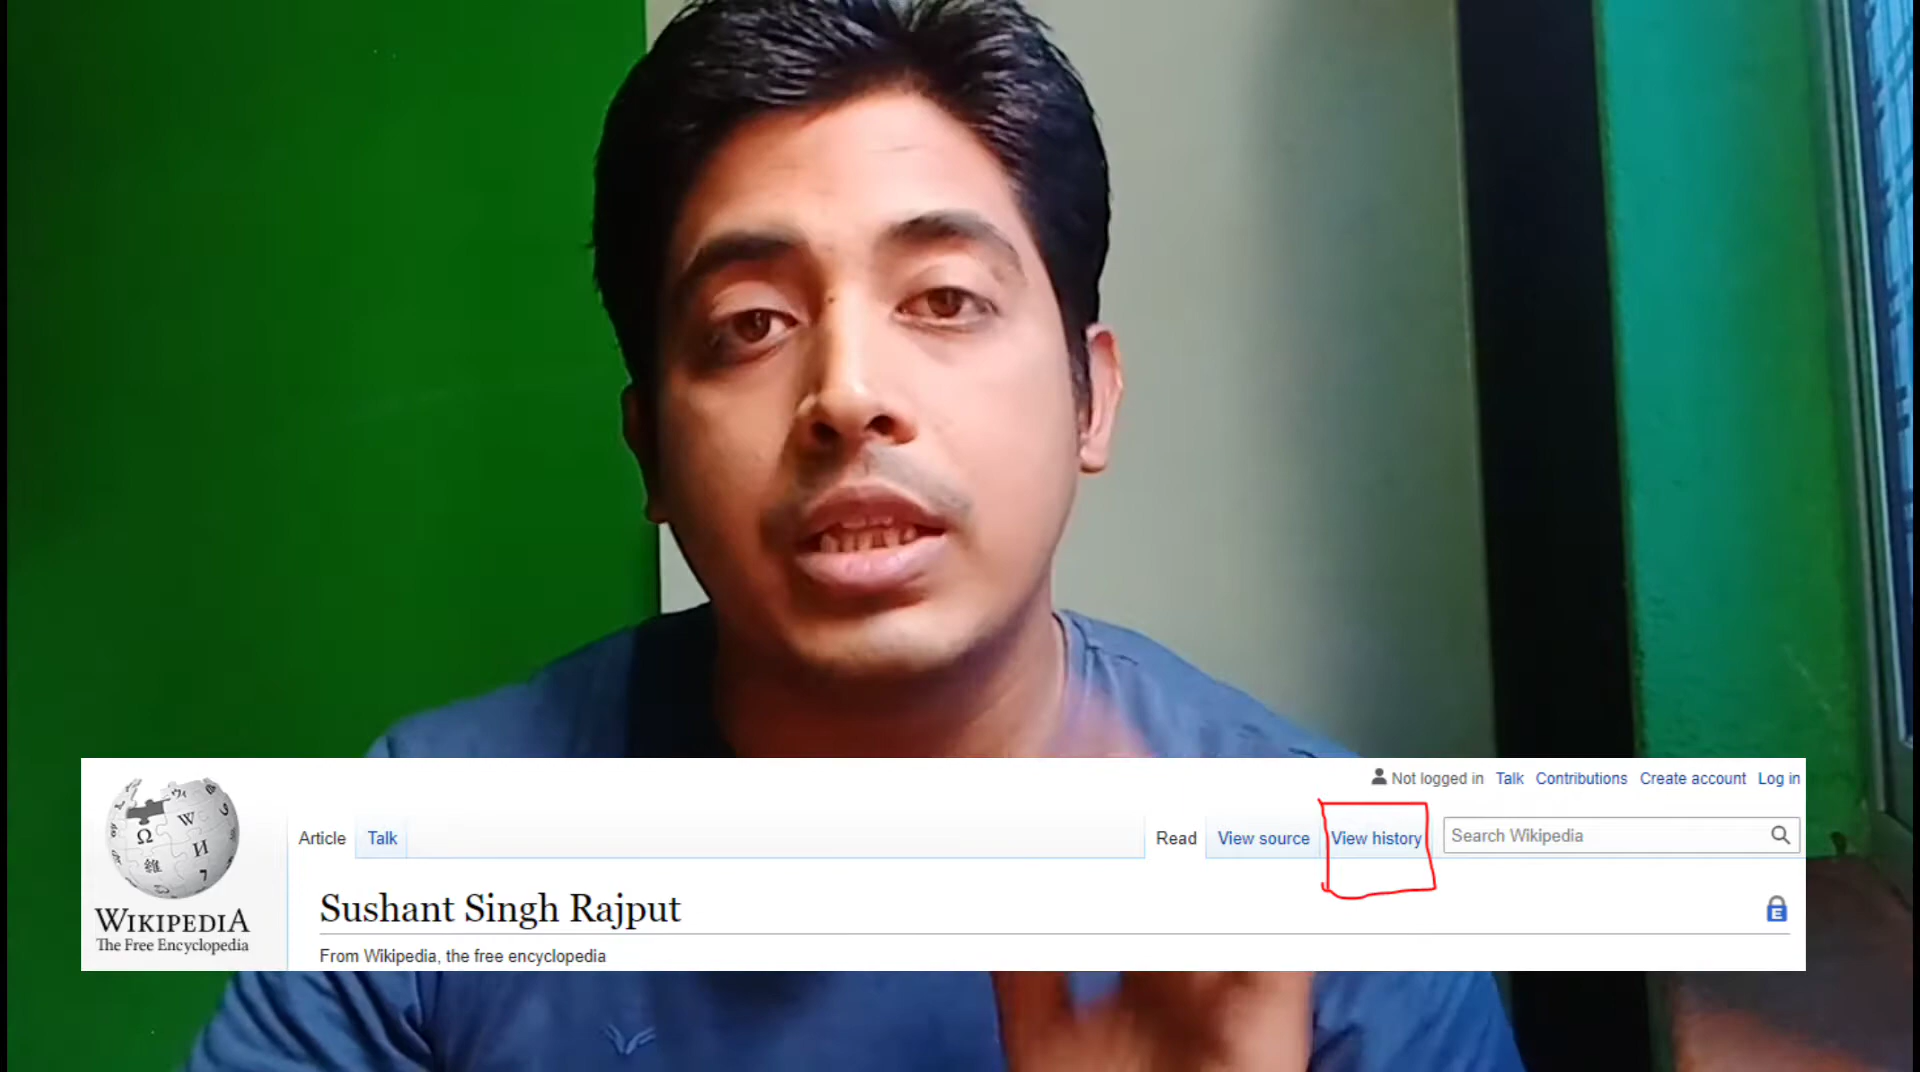 Not logged in Talk Contributions Create account Log in
Article Talk Read View source View history Search Wikipedia
Sushant Singh Rajput
E
From Wikipedia, the free encyclopedia
WIKIPEDIA
The Free Encyclopedia